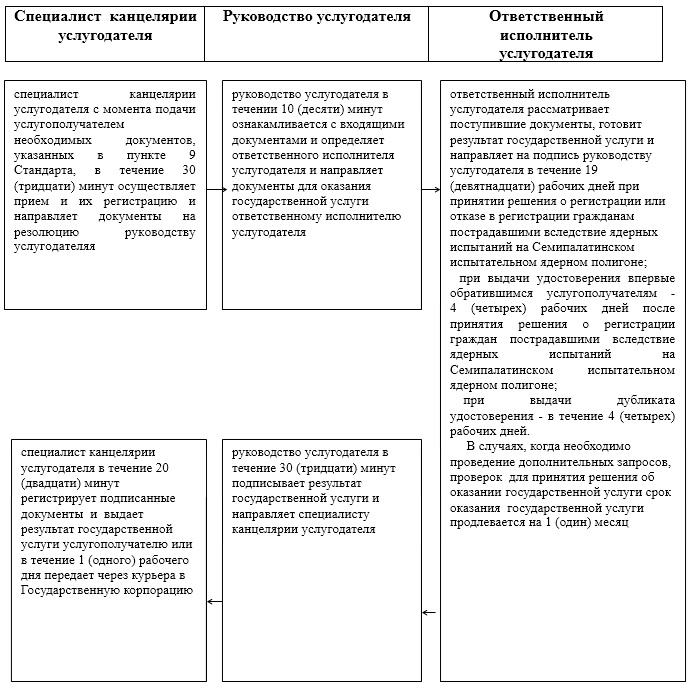 Специалист канцелярии
услугодателя
Руководство услугодателя
Ответственный
исполнитель
услугодателя
специалист канцелярии
услугодателя с момента подачи
услугополучателем
необходимых документов,
указанных в пункте 9
Стандарта, в течение 30
(тридцати) минут осуществляет
прием и их регистрацию и
направляет документы на
резолюцию руководству
услугодателяя
руководство услугодателя в
течении 10 (десяти) минут
ознакамливается с входящими
документами и определяет
ответственного исполнителя
услугодателя и направляет
документы для оказания
государственной услуги
ответственному исполнителю
услугодателя
ответственный исполнитель
услугодателя рассматривает
поступившие документы, готовит
результат государственной услуги и
направляет на подпись руководству
услугодателя в течение 19
(девятнадцати) рабочих дней при
принятии решения о регистрации или
отказе в регистрации гражданам
пострадавшими вследствие ядерных
испытаний на Семипалатинском
испытательном ядерном полигоне;
при выдачи удостоверения впервые
обратившимся услугополучателям -
4 (четырех) рабочих дней после
принятия решения о регистрации
граждан пострадавшими вследствие
ядерных испытаний на
Семипалатинском испытательном
ядерном полигоне;
при выдачи дубликата
удостоверения - в течение 4 (четырех)
рабочих дней.
В случаях, когда необходимо
проведение дополнительных запросов,
проверок для принятия решения об
оказании государственной услуги срок
оказания государственной услуги
продлевается на 1 (один) месяц
руководство услугодателя в
течение 30 (тридцати) минут
подписывает результат
государственной услуги и
направляет специалисту
канцелярии услугодателя
специалист канцелярии
услугодателя в течение 20
(двадцати) минут
регистрирует подписанные
документы и выдает
результат государственной
услуги услугополучателю или
в течение 1 (одного) рабочего
дня передает через курьера в
Государственную корпорацию